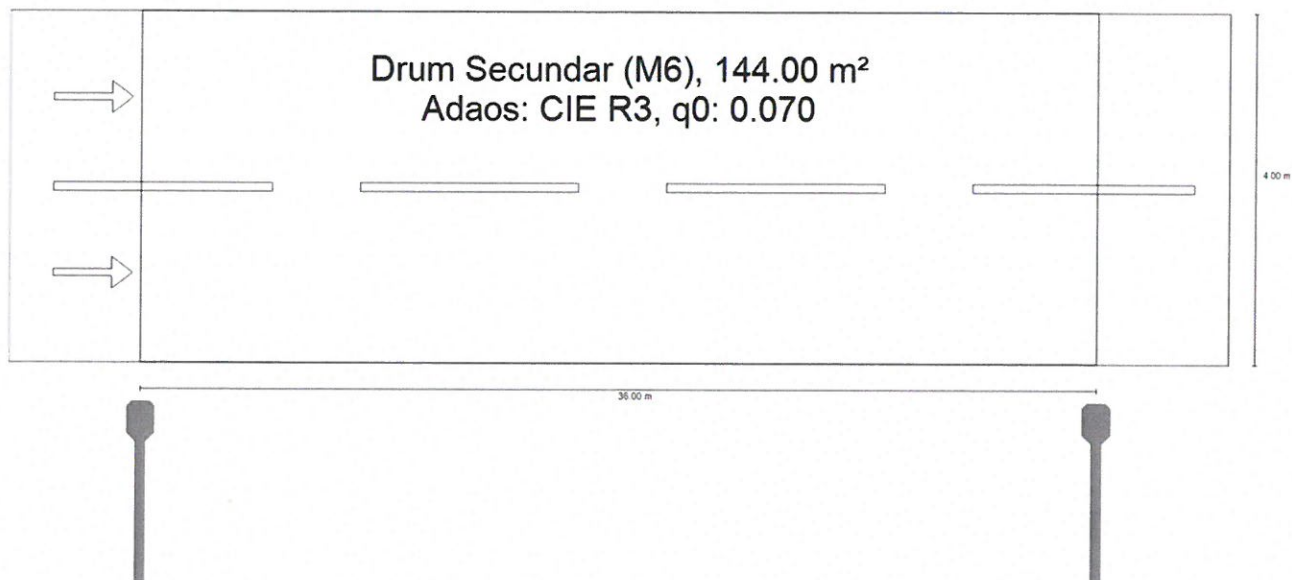 Drum Secundar (M6), 144.00 m²
Adaos: CIE R3, q0: 0.070
4.00 m
36.00 m